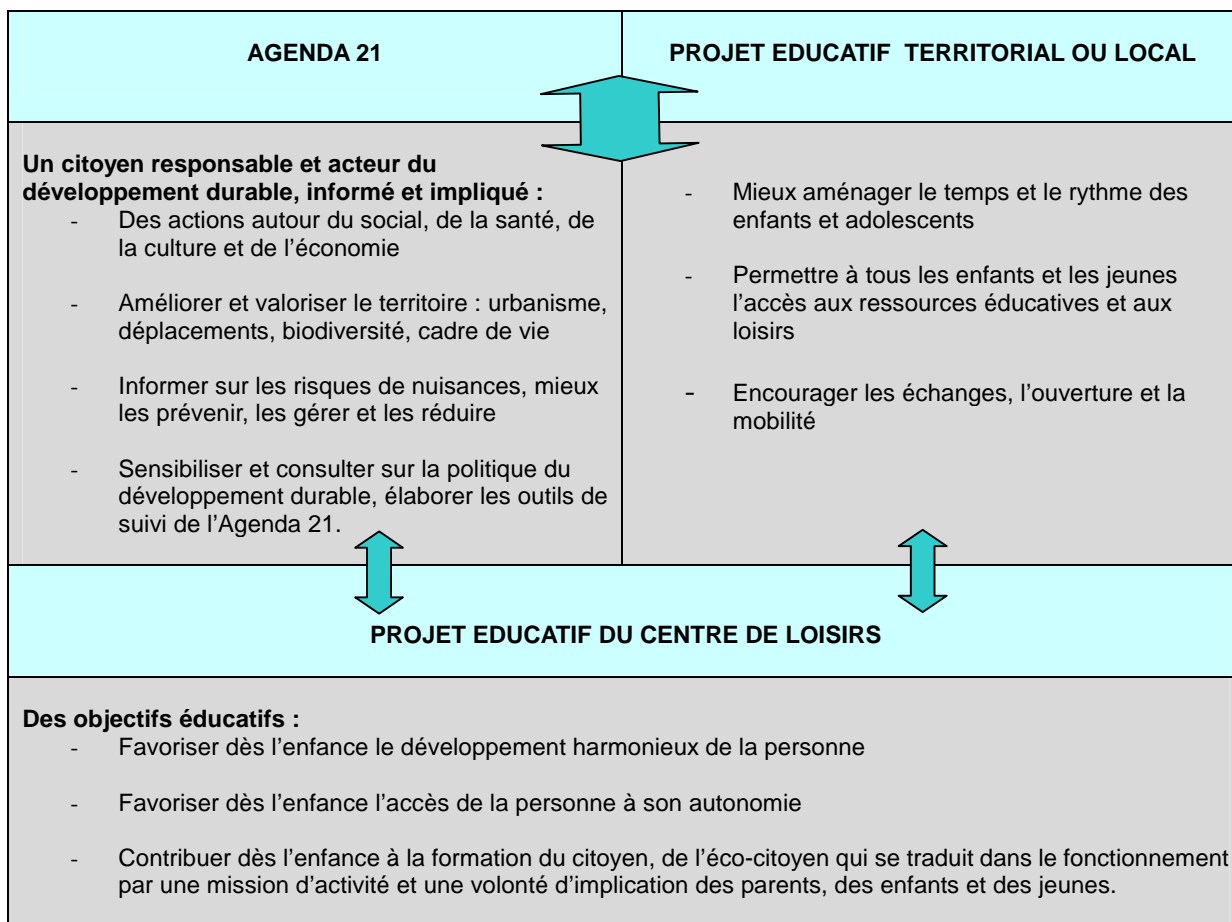 AGENDA 21
PROJET EDUCATIF TERRITORIAL OU LOCAL
Un citoyen responsable et acteur du
développement durable, informé et impliqué :
- Des actions autour du social, de la santé, de
la culture et de l’économie
- Améliorer et valoriser le territoire : urbanisme,
déplacements, biodiversité, cadre de vie
- Informer sur les risques de nuisances, mieux
les prévenir, les gérer et les réduire
- Sensibiliser et consulter sur la politique du
développement durable, élaborer les outils de
suivi de l’Agenda 21.
- Mieux aménager le temps et le rythme des
enfants et adolescents
- Permettre à tous les enfants et les jeunes
l’accès aux ressources éducatives et aux
loisirs
- Encourager les échanges, l’ouverture et la
mobilité
PROJET EDUCATIF DU CENTRE DE LOISIRS
Des objectifs éducatifs :
- Favoriser dès l’enfance le développement harmonieux de la personne
- Favoriser dès l’enfance l’accès de la personne à son autonomie
- Contribuer dès l’enfance à la formation du citoyen, de l’éco-citoyen qui se traduit dans le fonctionnement
par une mission d’activité et une volonté d’implication des parents, des enfants et des jeunes.